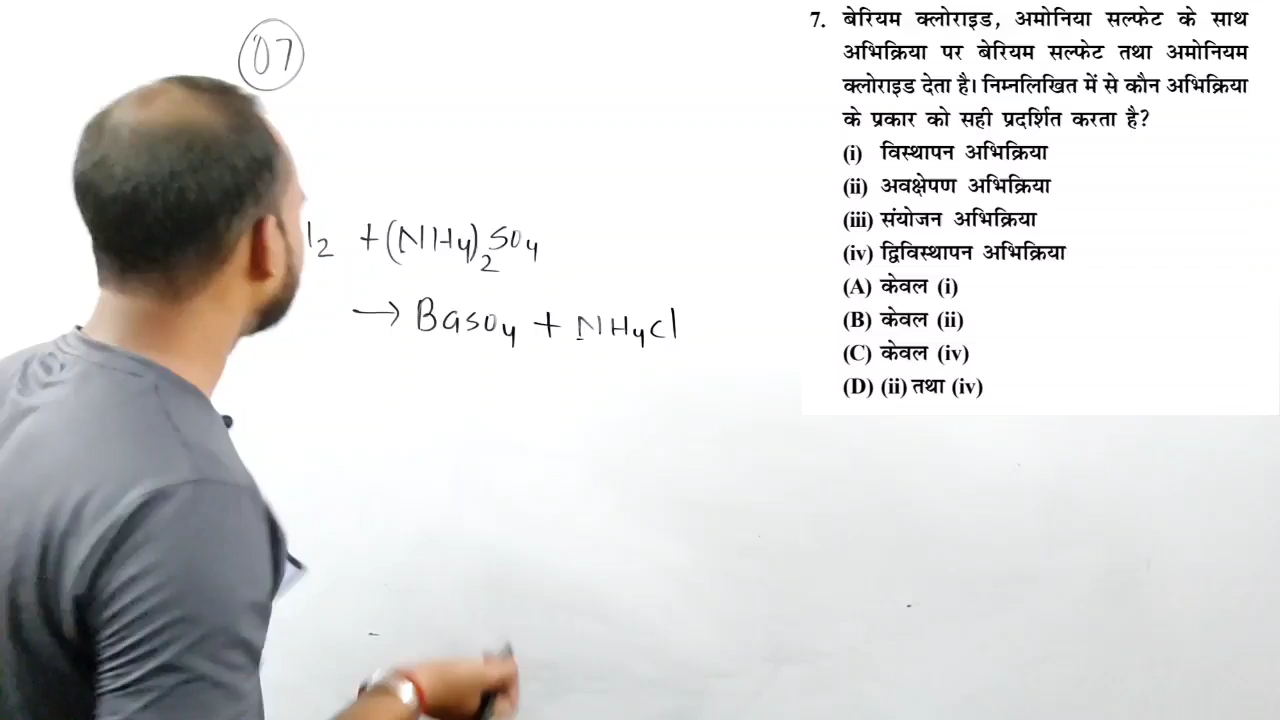 07
l2 +(NH4)2SO4
→ BaSO4 + NH4Cl
7. बेरियम क्लोराइड, अमोनिया सल्फेट के साथ
अभिक्रिया पर बेरियम सल्फेट तथा अमोनियम
क्लोराइड देता है। निम्नलिखित में से कौन अभिक्रिया
के प्रकार को सही प्रदर्शित करता है?
(i) विस्थापन अभिक्रिया
(ii) अवक्षेपण अभिक्रिया
(iii) संयोजन अभिक्रिया
(iv) द्विविस्थापन अभिक्रिया
(A) केवल (i)
(B) केवल (ii)
(C) केवल (iv)
(D) (ii) तथा (iv)